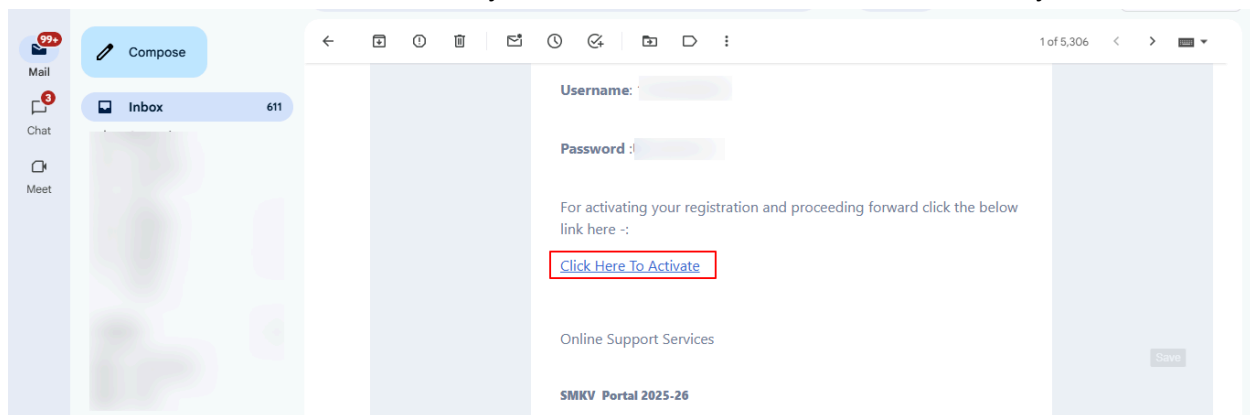 99+
Mail
3
Chat
Meet
Compose
Inbox 611
1 of 5,306
Username:
Password :
For activating your registration and proceeding forward click the below
link here -:
Click Here To Activate
Online Support Services
Save
SMKV Portal 2025-26